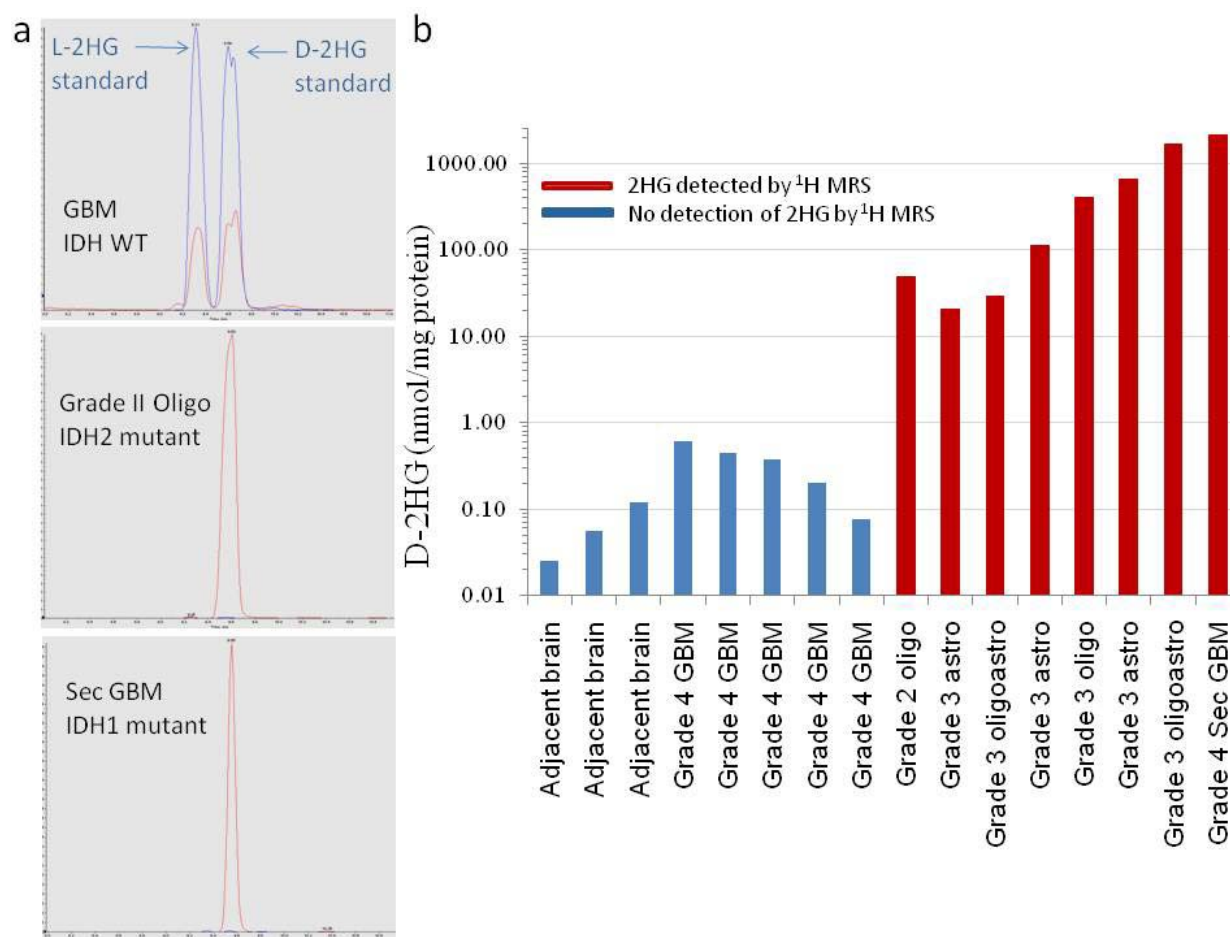 a
L-2HG
standard
D-2HG
standard
GBM
IDH WT
Grade II Oligo
IDH2 mutant
Sec GBM
IDH1 mutant
b
D-2HG (nmol/mg protein)
1000.00
100.00
10.00
1.00
0.10
0.01
2HG detected by ¹H MRS
No detection of 2HG by ¹H MRS
Adjacent brain
Adjacent brain
Adjacent brain
Grade 4 GBM
Grade 4 GBM
Grade 4 GBM
Grade 4 GBM
Grade 4 GBM
Grade 2 oligo
Grade 3 astro
Grade 3 oligoastro
Grade 3 astro
Grade 3 oligo
Grade 3 astro
Grade 3 oligoastro
Grade 4 Sec GBM